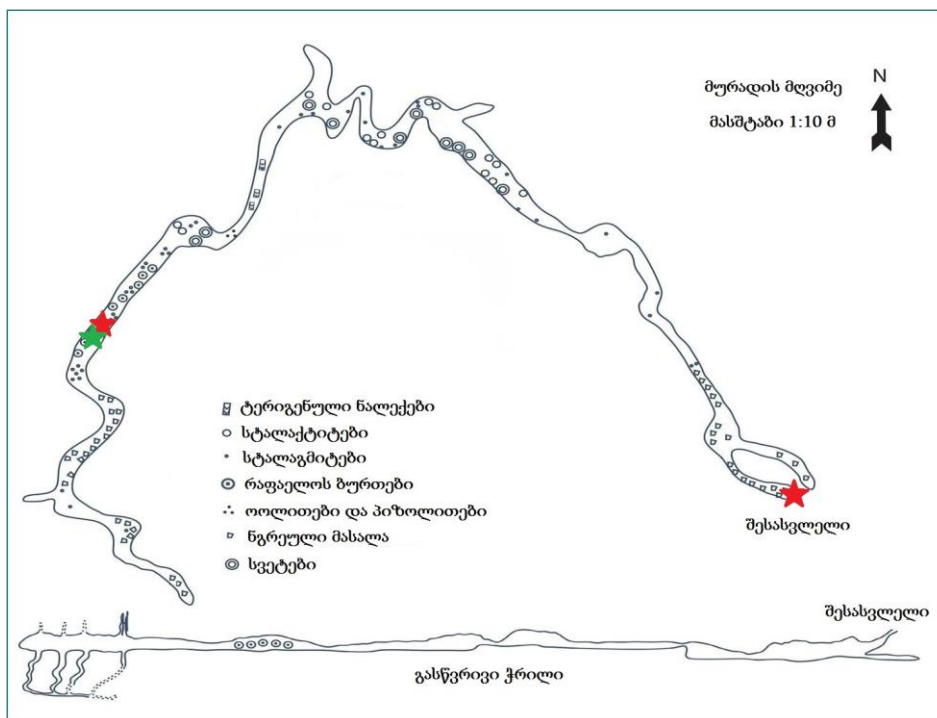 მურადის მღვიმე
მასშტაბი 1:10 მ
N
ტერიგენული ნალექები
სტალაქტიტები
სტალაგმიტები
რაფაელოს ბურთები
ოოლითები და პიზოლითები
ნგრეული მასალა
სვეტები
შესასვლელი
შესასვლელი
გასწვრივი ჭრილი